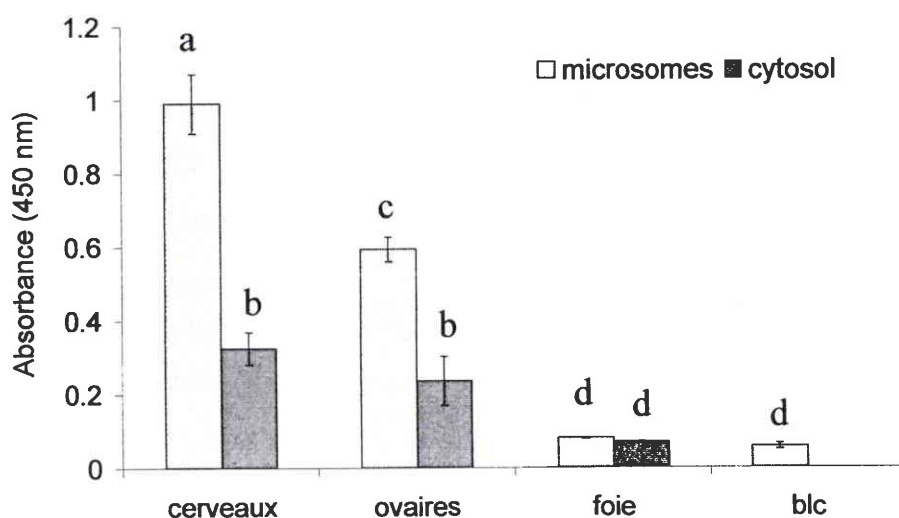 1.2
1
0.8
0.6
0.4
0.2
0
Absorbance (450 nm)
microsomes cytosol
a
b
c
b
d
d
d
cerveaux ovaires foie blc